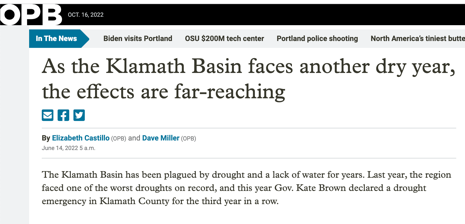 OPB OCT. 16, 2022
In The News Biden visits Portland OSU $200M tech center Portland police shooting North America's tiniest butte
As the Klamath Basin faces another dry year,
the effects are far-reaching
By Elizabeth Castillo (OPB) and Dave Miller (OPB)
June 14, 2022 5 a.m.
The Klamath Basin has been plagued by drought and a lack of water for years. Last year, the region
faced one of the worst droughts on record, and this year Gov. Kate Brown declared a drought
emergency in Klamath County for the third year in a row.